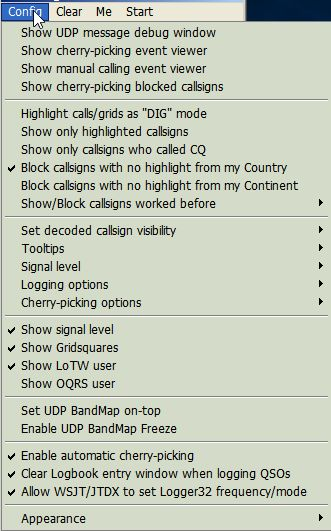 Config Clear Me Start
Show UDP message debug window
Show cherry-picking event viewer
Show manual calling event viewer
Show cherry-picking blocked callsigns
Highlight calls/grids as "DIG" mode
Show only highlighted callsigns
Show only callsigns who called CQ
Block callsigns with no highlight from my Country
Block callsigns with no highlight from my Continent
Show/Block callsigns worked before
Set decoded callsign visibility
Tooltips
Signal level
Logging options
Cherry-picking options
Show signal level
Show Gridsquares
Show LoTW user
Show OQRS user
Set UDP BandMap on-top
Enable UDP BandMap Freeze
Enable automatic cherry-picking
Clear Logbook entry window when logging QSOs
Allow WSJT/JTDX to set Logger32 frequency/mode
Appearance